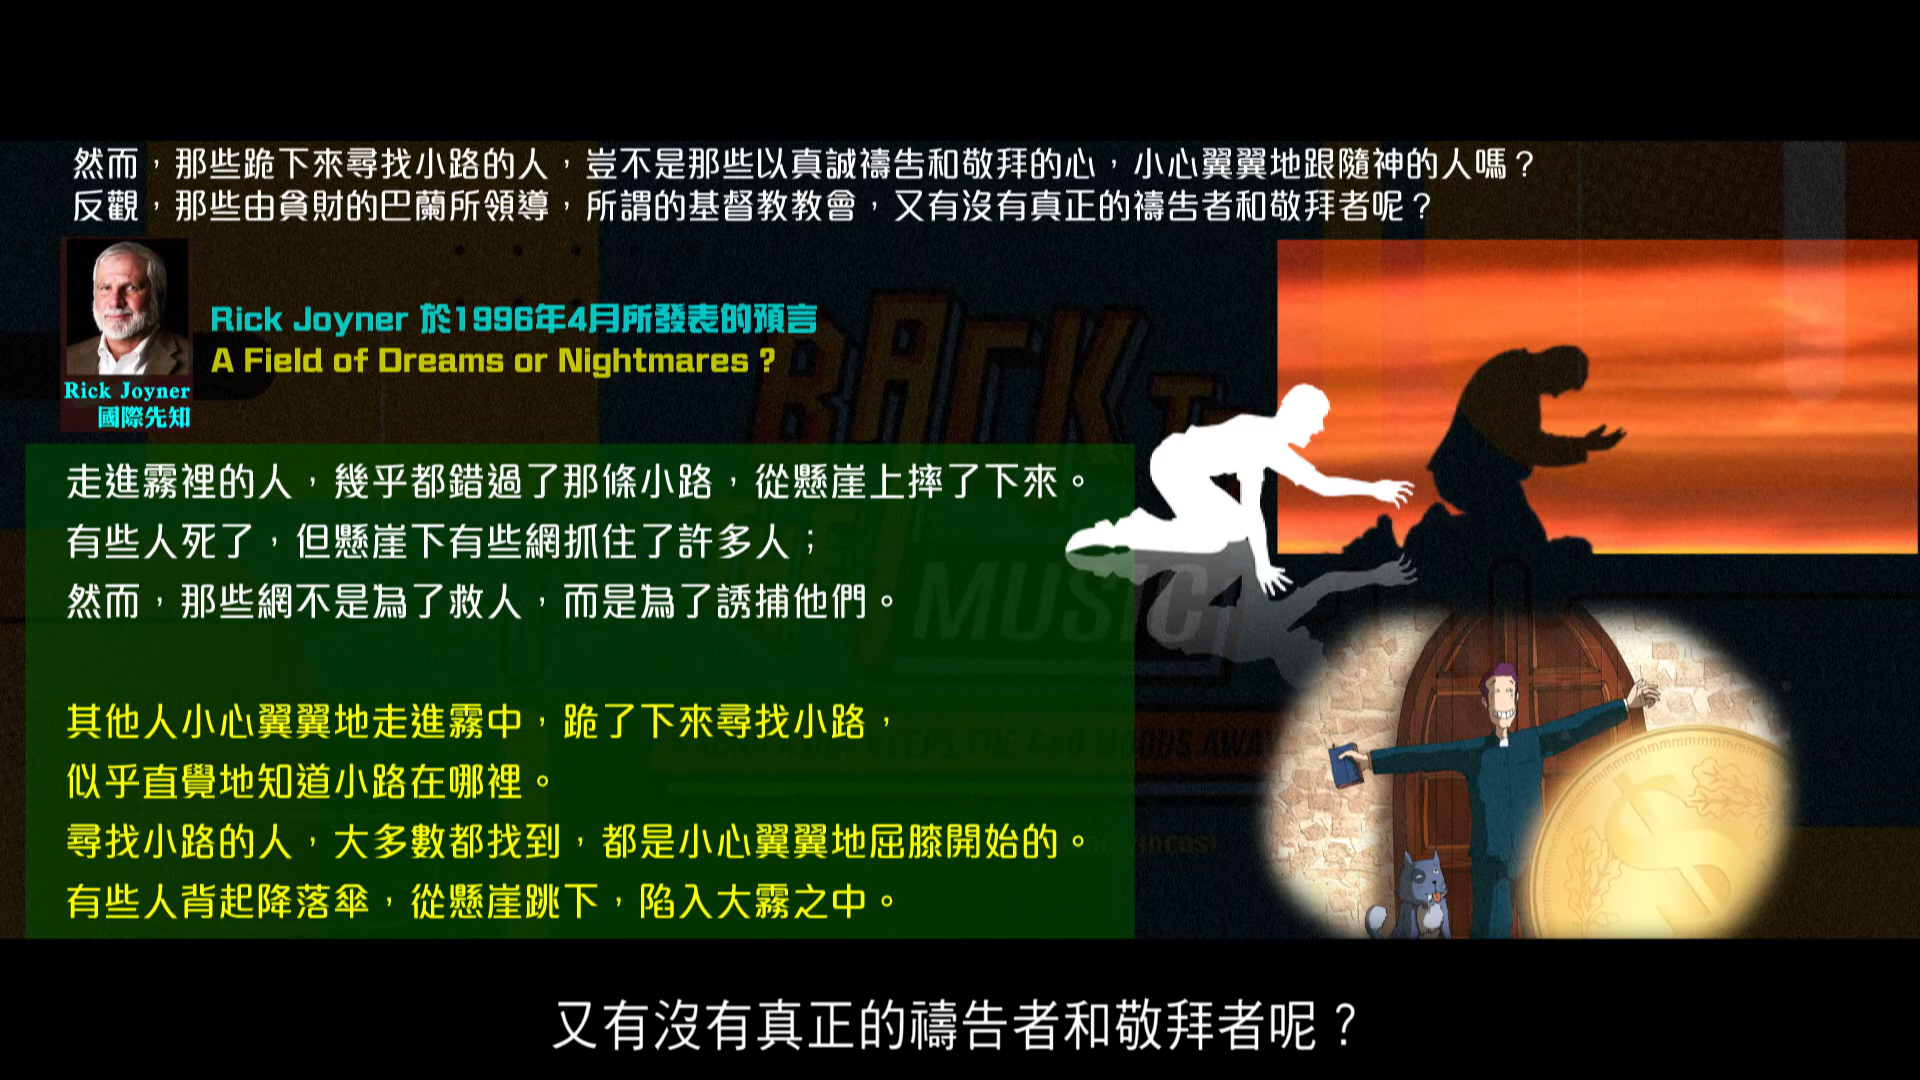 然而，那些跪下來尋找小路的人，豈不是那些以真誠禱告和敬拜的心，小心翼翼地跟隨神的人嗎？
反觀，那些由貪財的巴蘭所領導，所謂的基督教教會，又有沒有真正的禱告者和敬拜者呢？
Rick Joyner 於1996年4月所發表的預言
A Field of Dreams or Nightmares ?
Rick Joyner
國際先知
BACK T
THE
MUSIC
走進霧裡的人，幾乎都錯過了那條小路，從懸崖上摔了下來。
有些人死了，但懸崖下有些網抓住了許多人；
然而，那些網不是為了救人，而是為了誘捕他們。
其他人小心翼翼地走進霧中，跪了下來尋找小路，
似乎直覺地知道小路在哪裡。
尋找小路的人，大多數都找到，都是小心翼翼地屈膝開始的。
有些人背起降落傘，從懸崖跳下，陷入大霧之中。
又有沒有真正的禱告者和敬拜者呢？